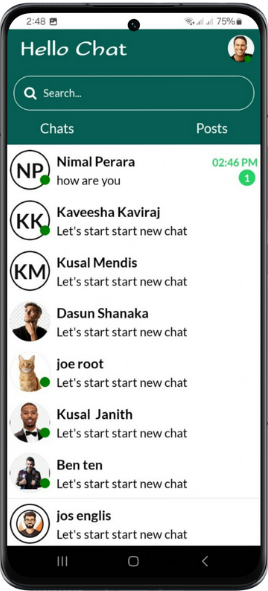 2:48
75%
Hello Chat
Search...
Chats Posts
NP Nimal Perara 02:46 PM
how are you 1
KK Kaveesha Kaviraj
Let's start start new chat
KM Kusal Mendis
Let's start start new chat
Dasun Shanaka
Let's start start new chat
joe root
Let's start start new chat
Kusal Janith
Let's start start new chat
Ben ten
Let's start start new chat
jos englis
Let's start start new chat